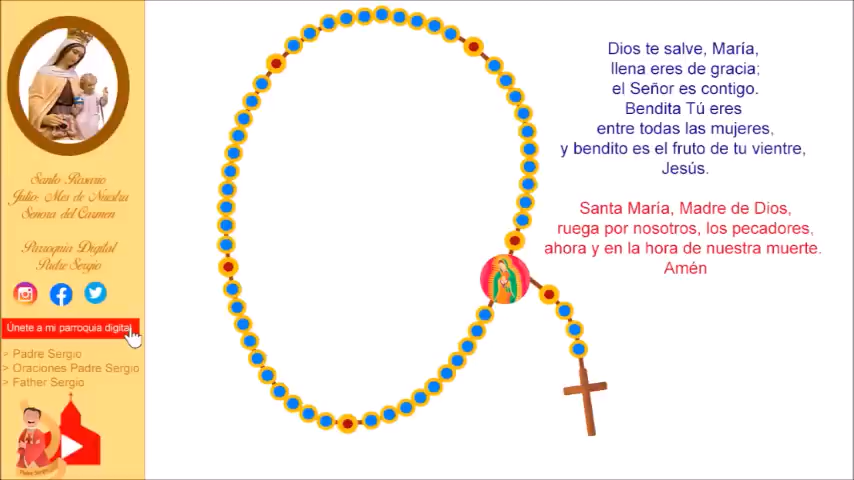 Santo Rosario
Julio: Mes de Nuestra
Señora del Carmen
Parroquia Digital
Padre Sergio
Únete a mi parroquia digital
> Padre Sergio
> Oraciones Padre Sergio
> Father Sergio
Padre Sergio
Dios te salve, María,
llena eres de gracia;
el Señor es contigo.
Bendita Tú eres
entre todas las mujeres,
y bendito es el fruto de tu vientre,
Jesús.
Santa María, Madre de Dios,
ruega por nosotros, los pecadores,
ahora y en la hora de nuestra muerte.
Amén